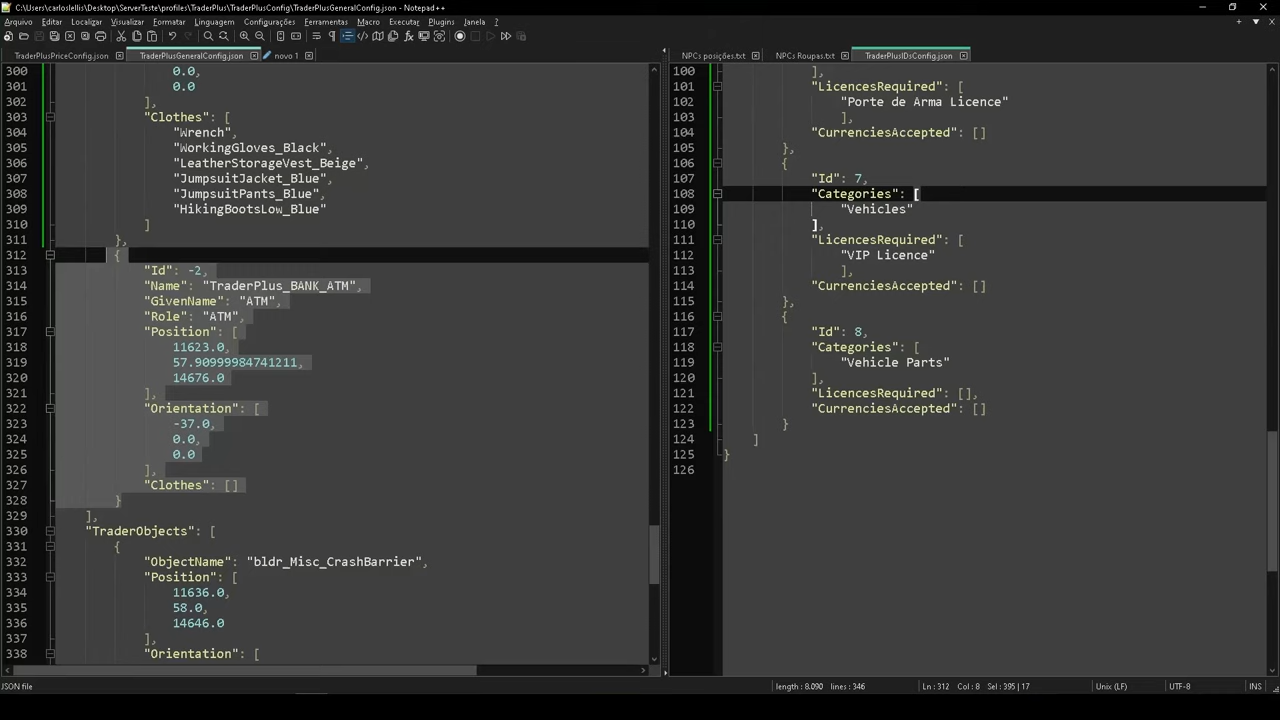 C:\Users\carloslellis\Desktop\ServerTeste\profiles\TraderPlus\TraderPlusConfig\TraderPlusGeneralConfig.json - Notepad++
Arquivo Editar Localizar Visualizar Formatar Linguagem Configurações Ferramentas Macro Executar Plugins Janela ?
TraderPlusPriceConfig.json TraderPlusGeneralConfig.json novo 1
300 0.0,
301 0.0
302 ],
303 "Clothes": [
304 "Wrench",
305 "WorkingGloves_Black",
306 "LeatherStorageVest_Beige",
307 "JumpsuitJacket_Blue",
308 "JumpsuitPants_Blue",
309 "HikingBootsLow_Blue"
310 ]
311 },
312 {
313 "Id": -2,
314 "Name": "TraderPlus_BANK_ATM",
315 "GivenName": "ATM",
316 "Role": "ATM",
317 "Position": [
318 11623.0,
319 57.90999984741211,
320 14676.0
321 ],
322 "Orientation": [
323 -37.0,
324 0.0,
325 0.0
326 ],
327 "Clothes": []
328 }
329 ],
330 "TraderObjects": [
331 {
332 "ObjectName": "bldr_Misc_CrashBarrier",
333 "Position": [
334 11636.0,
335 58.0,
336 14646.0
337 ],
338 "Orientation": [
NPCs posições.txt NPCs Roupas.txt TraderPlusIDsConfig.json
100 ],
101 "LicencesRequired": [
102 "Porte de Arma Licence"
103 ],
104 "CurrenciesAccepted": []
105 },
106 {
107 "Id": 7,
108 "Categories": [
109 "Vehicles"
110 ],
111 "LicencesRequired": [
112 "VIP Licence"
113 ],
114 "CurrenciesAccepted": []
115 },
116 {
117 "Id": 8,
118 "Categories": [
119 "Vehicle Parts"
120 ],
121 "LicencesRequired": [],
122 "CurrenciesAccepted": []
123 }
124 ]
125 }
126
JSON file length : 8.090 lines : 346 Ln : 312 Col : 8 Sel : 395 | 17 Unix (LF) UTF-8 INS